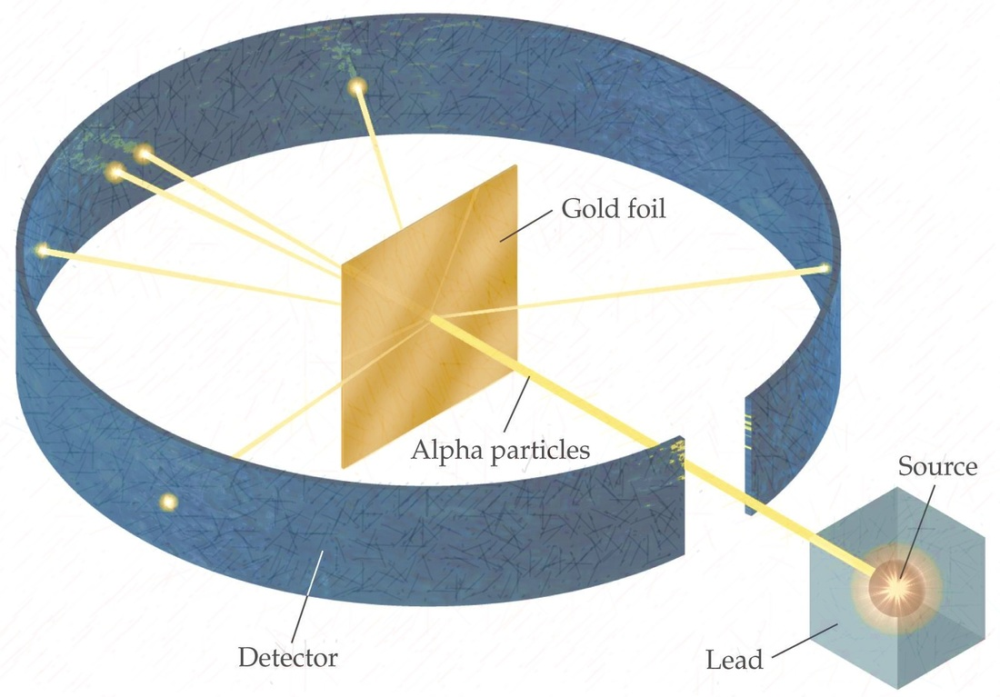 Gold foil
Alpha particles
Source
Detector
Lead